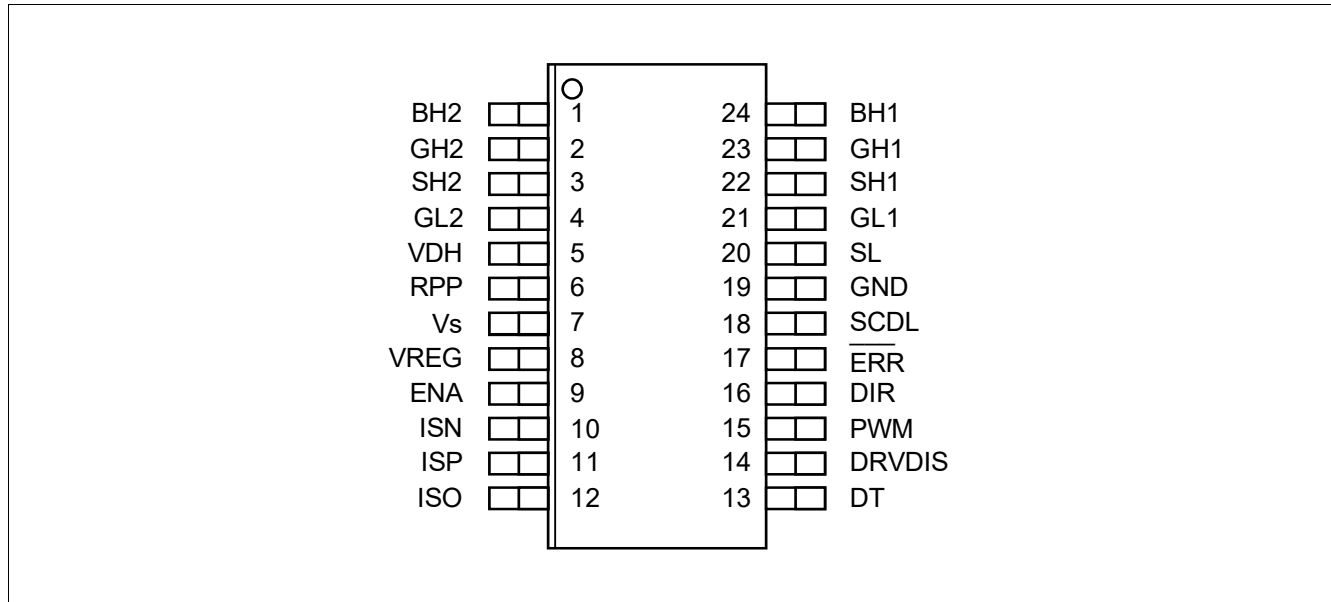 BH2 1 24 BH1
GH2 2 23 GH1
SH2 3 22 SH1
GL2 4 21 GL1
VDH 5 20 SL
RPP 6 19 GND
Vs 7 18 SCDL
VREG 8 17 E̅R̅R̅
ENA 9 16 DIR
ISN 10 15 PWM
ISP 11 14 DRVDIS
ISO 12 13 DT